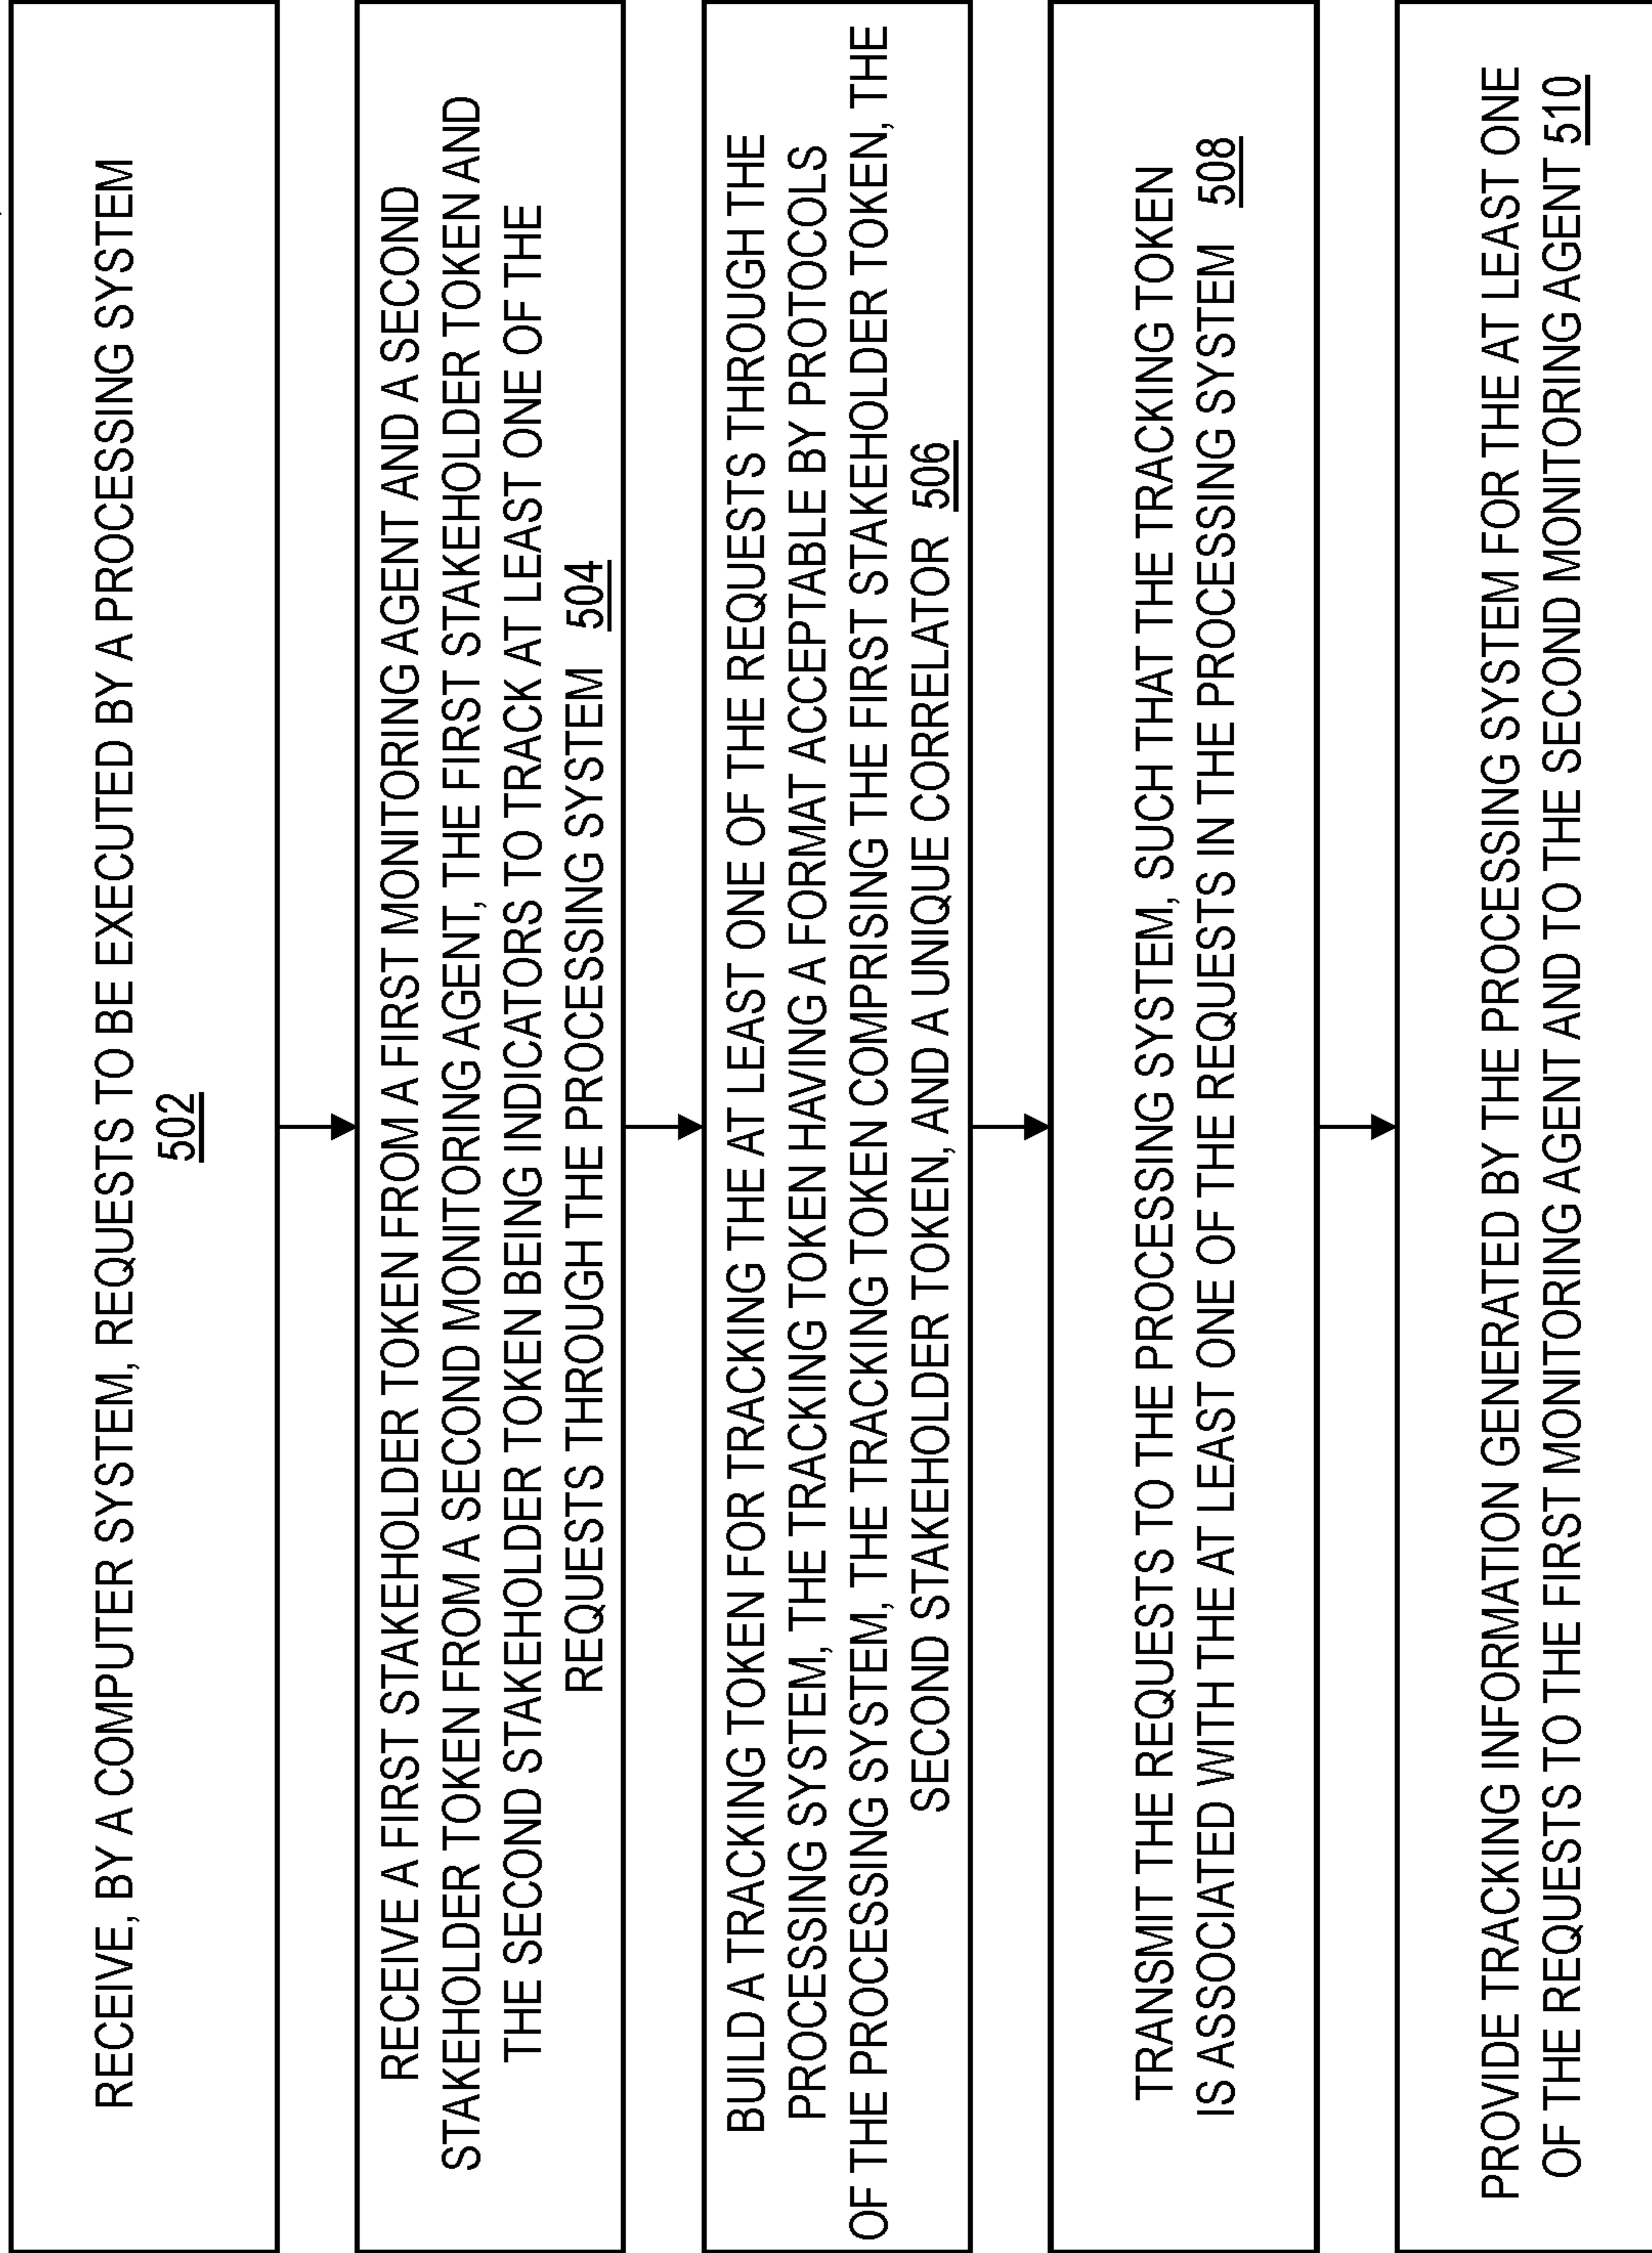 RECEIVE, BY A COMPUTER SYSTEM, REQUESTS TO BE EXECUTED BY A PROCESSING SYSTEM
502
RECEIVE A FIRST STAKEHOLDER TOKEN FROM A FIRST MONITORING AGENT AND A SECOND
STAKEHOLDER TOKEN FROM A SECOND MONITORING AGENT, THE FIRST STAKEHOLDER TOKEN AND
THE SECOND STAKEHOLDER TOKEN BEING INDICATORS TO TRACK AT LEAST ONE OF THE
REQUESTS THROUGH THE PROCESSING SYSTEM 504
BUILD A TRACKING TOKEN FOR TRACKING THE AT LEAST ONE OF THE REQUESTS THROUGH THE
PROCESSING SYSTEM, THE TRACKING TOKEN HAVING A FORMAT ACCEPTABLE BY PROTOCOLS
OF THE PROCESSING SYSTEM, THE TRACKING TOKEN COMPRISING THE FIRST STAKEHOLDER TOKEN, THE
SECOND STAKEHOLDER TOKEN, AND A UNIQUE CORRELATOR 506
TRANSMIT THE REQUESTS TO THE PROCESSING SYSTEM, SUCH THAT THE TRACKING TOKEN
IS ASSOCIATED WITH THE AT LEAST ONE OF THE REQUESTS IN THE PROCESSING SYSTEM 508
PROVIDE TRACKING INFORMATION GENERATED BY THE PROCESSING SYSTEM FOR THE AT LEAST ONE
OF THE REQUESTS TO THE FIRST MONITORING AGENT AND TO THE SECOND MONITORING AGENT 510